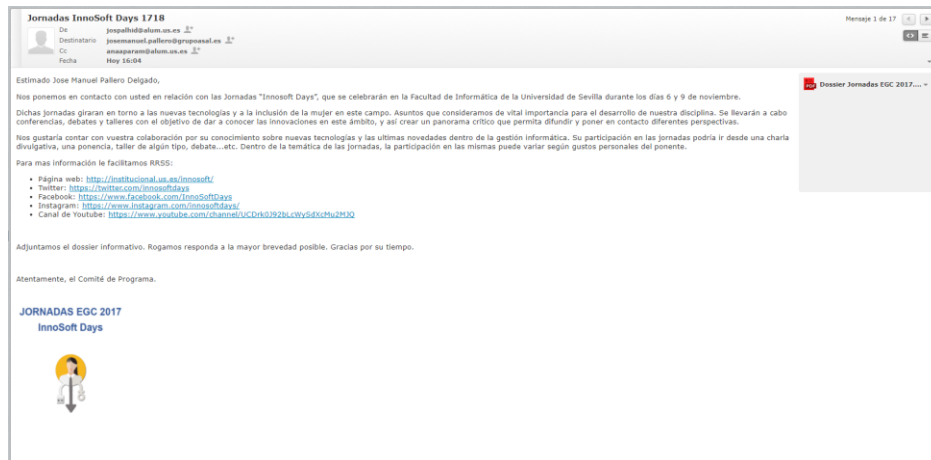 Jornadas InnoSoft Days 1718
Mensaje 1 de 17
De jospalhid@alum.us.es
Destinatario josemanuel.pallero@grupoasal.es
Cc anaaparam@alum.us.es
Fecha Hoy 16:04
Estimado Jose Manuel Pallero Delgado,
Nos ponemos en contacto con usted en relación con las Jornadas "Innosoft Days", que se celebrarán en la Facultad de Informática de la Universidad de Sevilla durante los días 6 y 9 de noviembre.
Dichas jornadas giraran en torno a las nuevas tecnologías y a la inclusión de la mujer en este campo. Asuntos que consideramos de vital importancia para el desarrollo de nuestra disciplina. Se llevarán a cabo
conferencias, debates y talleres con el objetivo de dar a conocer las innovaciones en este ámbito, y así crear un panorama crítico que permita difundir y poner en contacto diferentes perspectivas.
Nos gustaría contar con vuestra colaboración por su conocimiento sobre nuevas tecnologías y las ultimas novedades dentro de la gestión informática. Su participación en las jornadas podría ir desde una charla
divulgativa, una ponencia, taller de algún tipo, debate...etc. Dentro de la temática de las jornadas, la participación en las mismas puede variar según gustos personales del ponente.
Para mas información le facilitamos RRSS:
• Página web: http://institucional.us.es/innosoft/
• Twitter: https://twitter.com/innosoftdays
• Facebook: https://www.facebook.com/InnoSoftDays
• Instagram: https://www.instagram.com/innosoftdays/
• Canal de Youtube: https://www.youtube.com/channel/UCDrk0J92bLcWySdXcMu2MJQ
Adjuntamos el dossier informativo. Rogamos responda a la mayor brevedad posible. Gracias por su tiempo.
Atentamente, el Comité de Programa.
JORNADAS EGC 2017
InnoSoft Days
Dossier Jornadas EGC 2017....